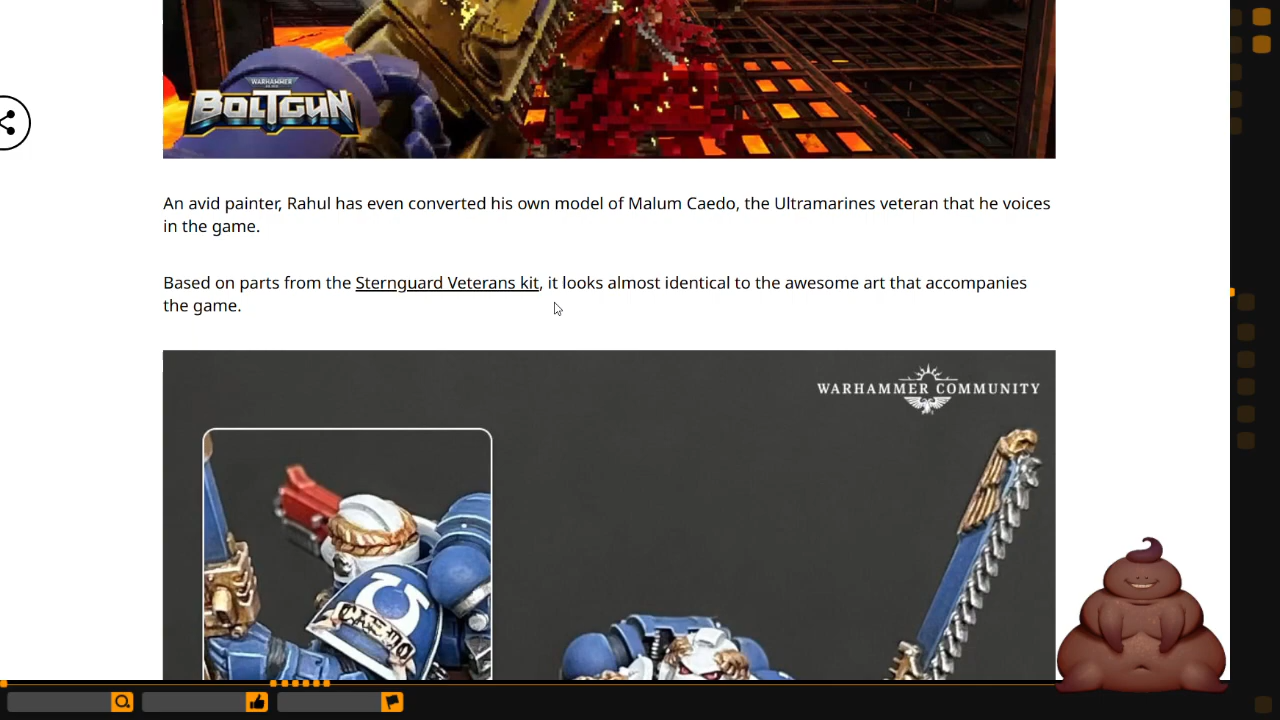 WARHAMMER
BOLTGUN
An avid painter, Rahul has even converted his own model of Malum Caedo, the Ultramarines veteran that he voices
in the game.
Based on parts from the Sternguard Veterans kit, it looks almost identical to the awesome art that accompanies
the game.
WARHAMMER COMMUNITY
CAEDO